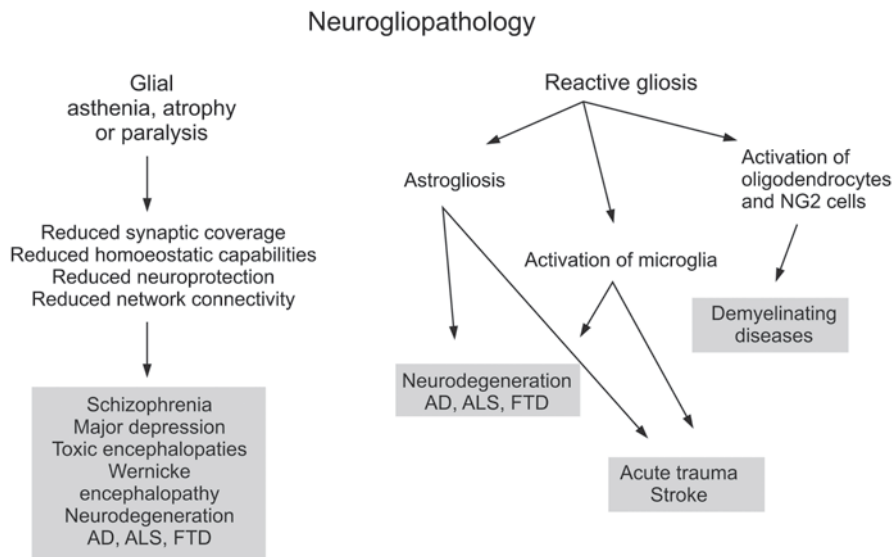 Neurogliopathology
Glial
asthenia, atrophy
or paralysis
Reduced synaptic coverage
Reduced homoeostatic capabilities
Reduced neuroprotection
Reduced network connectivity
Schizophrenia
Major depression
Toxic encephalopaties
Wernicke
encephalopathy
Neurodegeneration
AD, ALS, FTD
Reactive gliosis
Astrogliosis
Activation of microglia
Activation of
oligodendrocytes
and NG2 cells
Neurodegeneration
AD, ALS, FTD
Acute trauma
Stroke
Demyelinating
diseases